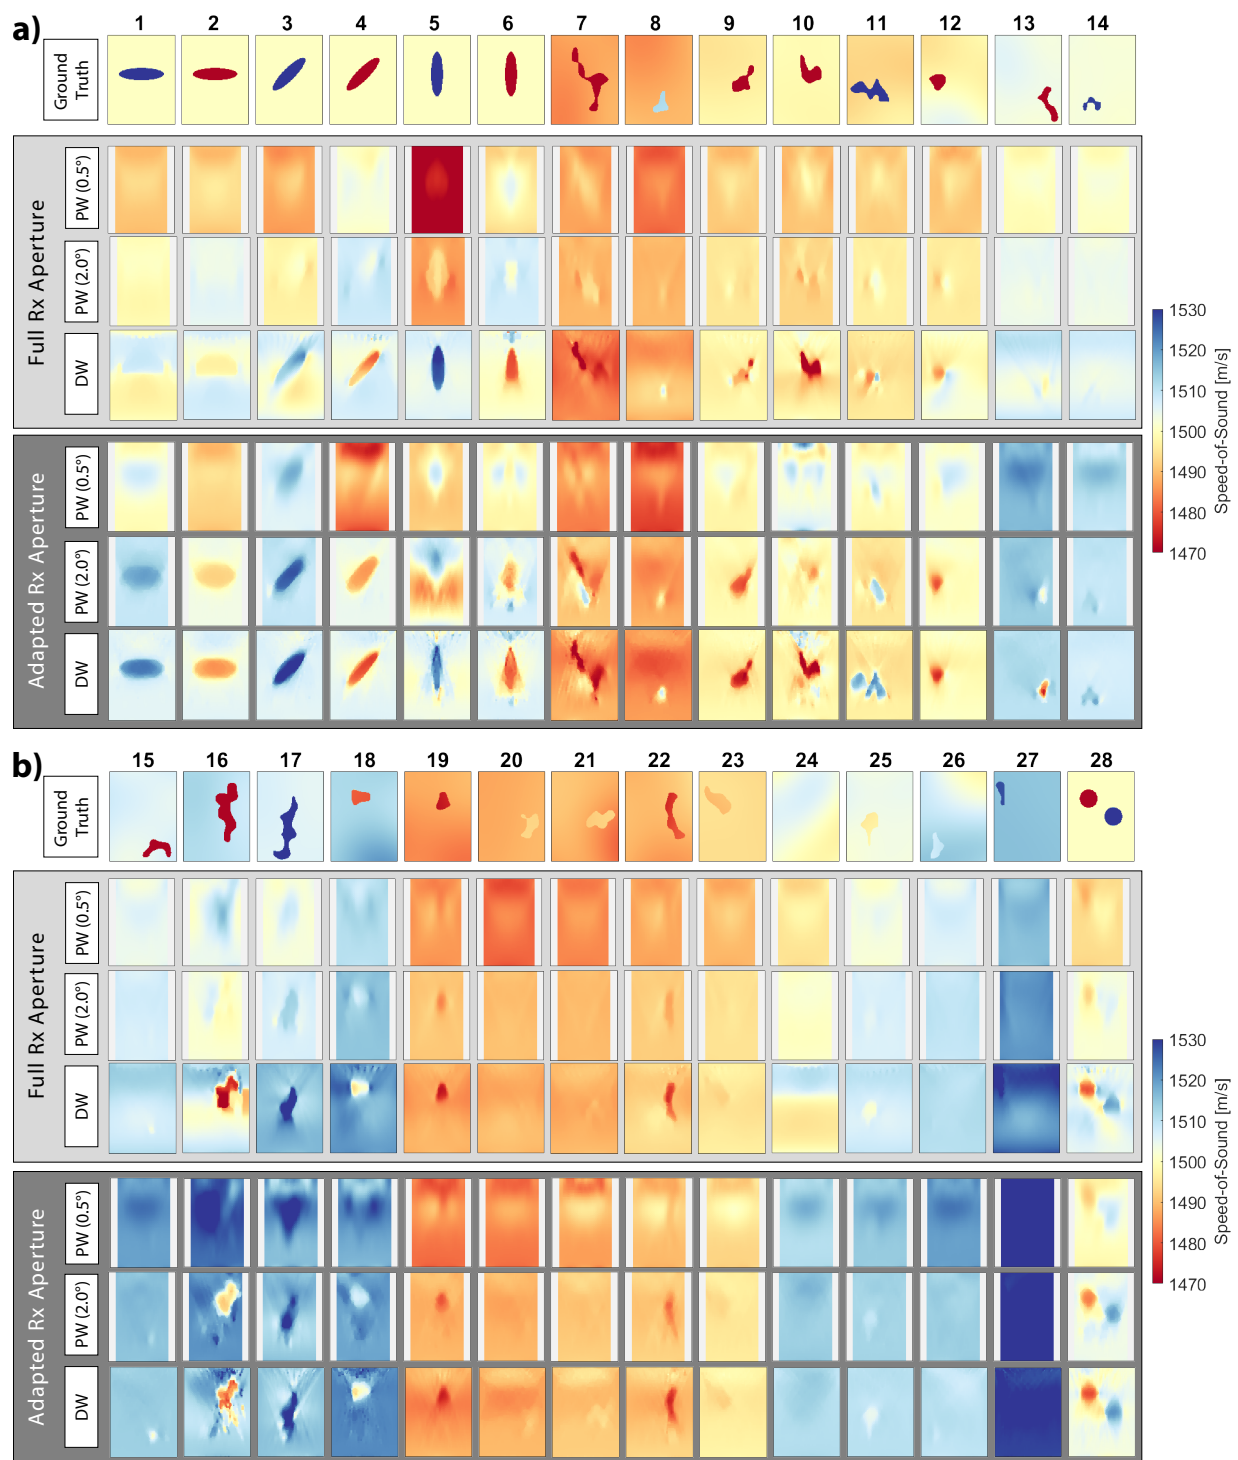 a)
1 2 3 4 5 6 7 8 9 10 11 12 13 14
Ground
Truth
Full Rx Aperture
PW (0.5°)
PW (2.0°)
DW
Adapted Rx Aperture
PW (0.5°)
PW (2.0°)
DW
1530
1520
1510
1500
1490
1480
1470
Speed-of-Sound [m/s]
b)
15 16 17 18 19 20 21 22 23 24 25 26 27 28
Ground
Truth
Full Rx Aperture
PW (0.5°)
PW (2.0°)
DW
Adapted Rx Aperture
PW (0.5°)
PW (2.0°)
DW
1530
1520
1510
1500
1490
1480
1470
Speed-of-Sound [m/s]